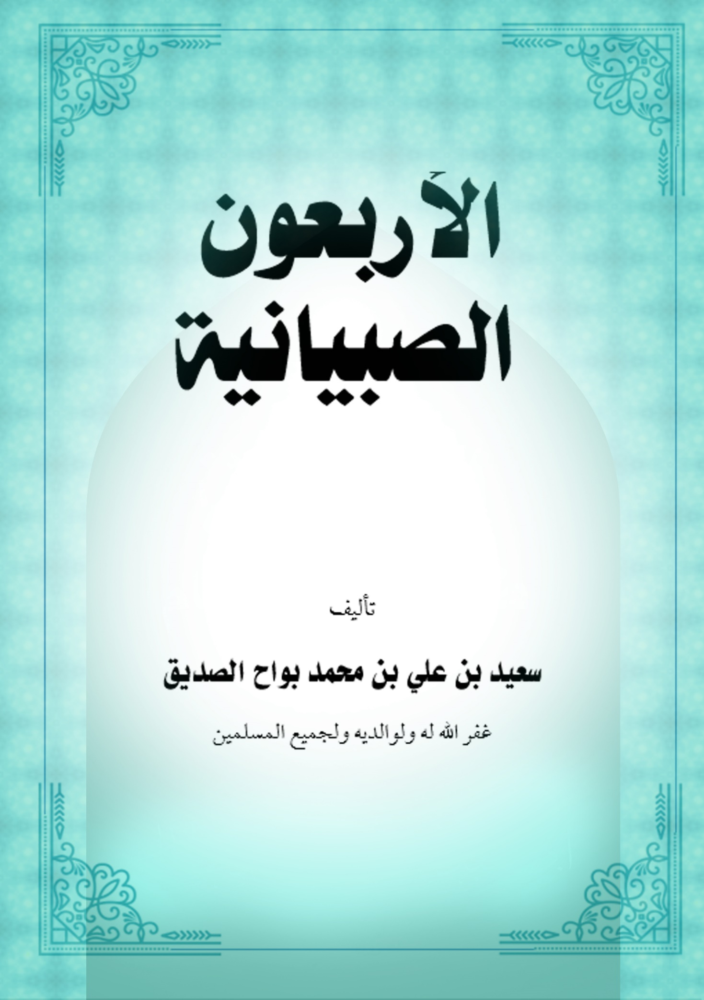 الأربعون
الصبيانية
تأليف
سعيد بن علي بن محمد بواح الصديق
غفر الله له ولوالديه ولجميع المسلمين